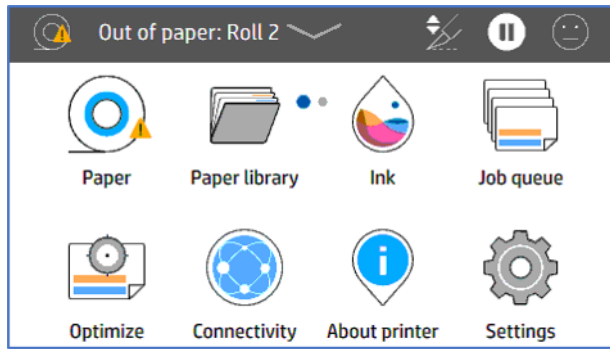 Out of paper: Roll 2
Paper
Paper library
Ink
Job queue
Optimize
Connectivity
About printer
Settings